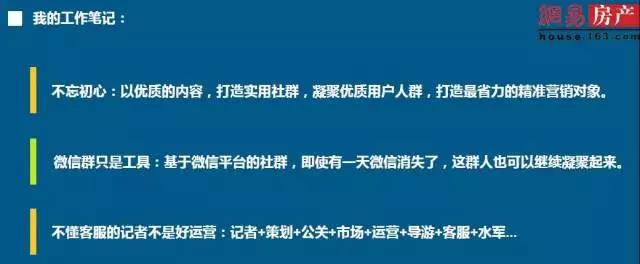 我的工作笔记：
網易房产
house.163.com
不忘初心：以优质的内容，打造实用社群，凝聚优质用户人群，打造最省力的精准营销对象。
微信群只是工具：基于微信平台的社群，即使有一天微信消失了，这群人也可以继续凝聚起来。
不懂客服的记者不是好运营：记者+策划+公关+市场+运营+导游+客服+水军...